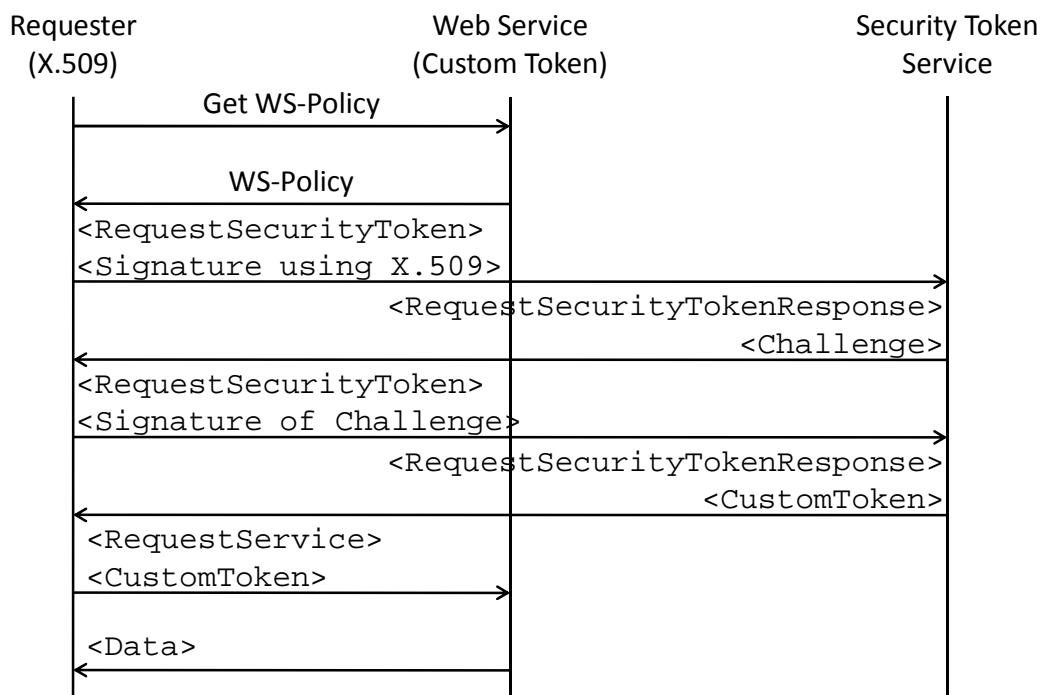 Requester
(X.509)
Web Service
(Custom Token)
Security Token
Service
Get WS-Policy
WS-Policy
<RequestSecurityToken>
<Signature using X.509>
<RequestSecurityTokenResponse>
<Challenge>
<RequestSecurityToken>
<Signature of Challenge>
<RequestSecurityTokenResponse>
<CustomToken>
<RequestService>
<CustomToken>
<Data>